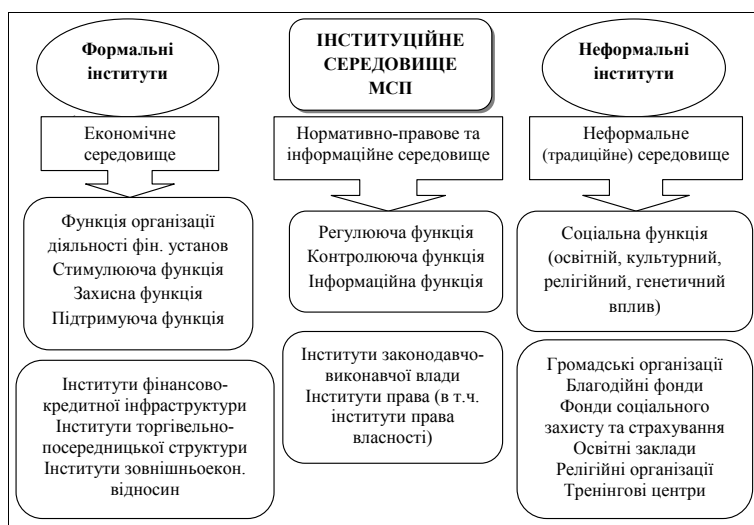 Формальні
інститути
Економічне
середовище
Функція організації
діяльності фін. установ
Стимулююча функція
Захисна функція
Підтримуюча функція
Інститути фінансово-
кредитної інфраструктури
Інститути торгівельно-
посередницької структури
Інститути зовнішньоекон.
відносин
ІНСТИТУЦІЙНЕ
СЕРЕДОВИЩЕ
МСП
Нормативно-правове та
інформаційне середовище
Регулююча функція
Контролююча функція
Інформаційна функція
Інститути законодавчо-
виконавчої влади
Інститути права (в т.ч.
інститути права
власності)
Неформальні
інститути
Неформальне
(традиційне) середовище
Соціальна функція
(освітній, культурний,
релігійний, генетичний
вплив)
Громадські організації
Благодійні фонди
Фонди соціального
захисту та страхування
Освітні заклади
Релігійні організації
Тренінгові центри